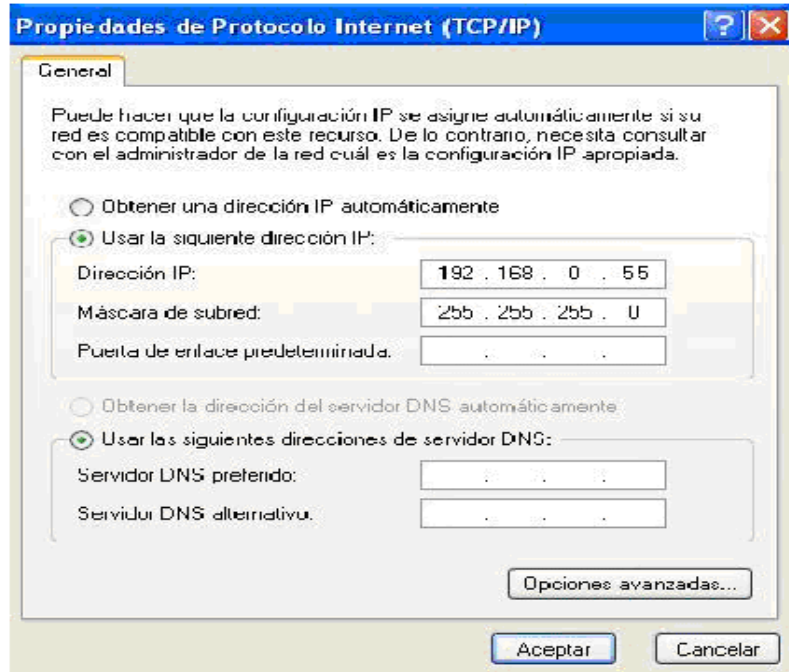 Propiedades de Protocolo Internet (TCP/IP)
General
Puede hacer que la configuración IP se asigne automáticamente si su
red es compatible con este recurso. De lo contrario, necesita consultar
con el administrador de la red cuál es la configuración IP apropiada.
Obtener una dirección IP automáticamente
Usar la siguiente dirección IP:
Dirección IP: 192 . 168 . 0 . 55
Máscara de subred: 255 . 255 . 255 . 0
Puerta de enlace predeterminada: . . .
Obtener la dirección del servidor DNS automáticamente
Usar las siguientes direcciones de servidor DNS:
Servidor DNS preferido: . . .
Servidor DNS alternativo: . . .
Opciones avanzadas...
Aceptar Cancelar